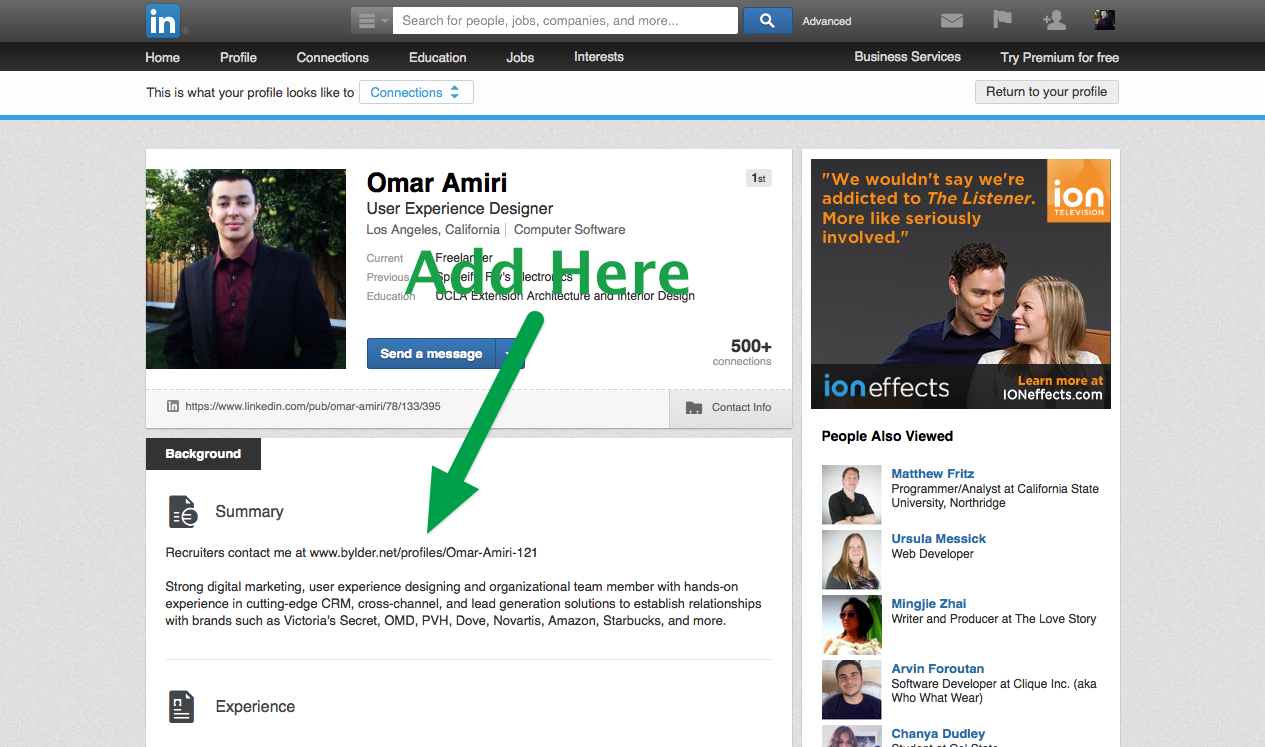 in
Search for people, jobs, companies, and more...
Advanced
Home Profile Connections Education Jobs Interests Business Services Try Premium for free
This is what your profile looks like to Connections Return to your profile
Omar Amiri
1st
User Experience Designer
Los Angeles, California Computer Software
Add Here
Current Freelancer
Previous Electronics
Education UCLA Extension Architecture and Interior Design
Send a message
500+
connections
https://www.linkedin.com/pub/omar-amiri/78/133/395
Contact Info
Background
Summary
Recruiters contact me at www.bylder.net/profiles/Omar-Amiri-121
Strong digital marketing, user experience designing and organizational team member with hands-on
experience in cutting-edge CRM, cross-channel, and lead generation solutions to establish relationships
with brands such as Victoria's Secret, OMD, PVH, Dove, Novartis, Amazon, Starbucks, and more.
Experience
"We wouldn't say we're
addicted to The Listener.
More like seriously
involved."
ion
TELEVISION
ion effects
Learn more at
IONeffects.com
People Also Viewed
Matthew Fritz
Programmer/Analyst at California State
University, Northridge
Ursula Messick
Web Developer
Mingjie Zhai
Writer and Producer at The Love Story
Arvin Foroutan
Software Developer at Clique Inc. (aka
Who What Wear)
Chanya Dudley
Student at Cal State